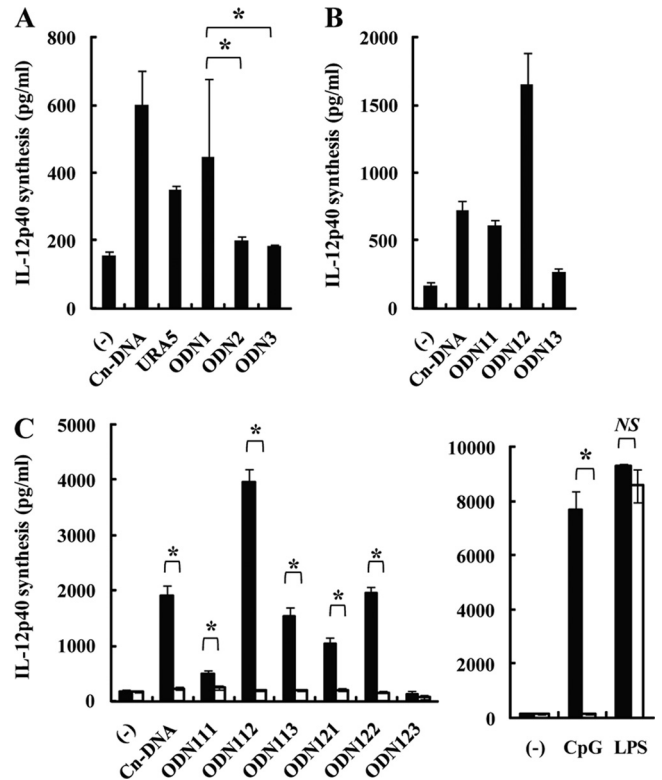 A
IL-12p40 synthesis (pg/ml)
800
600
400
200
0
*
*
(-)
Cn-DNA
URA5
ODN1
ODN2
ODN3
B
IL-12p40 synthesis (pg/ml)
2000
1500
1000
500
0
(-)
Cn-DNA
ODN11
ODN12
ODN13
C
IL-12p40 synthesis (pg/ml)
5000
4000
3000
2000
1000
0
*
*
*
*
*
*
(-)
Cn-DNA
ODN111
ODN112
ODN113
ODN121
ODN122
ODN123
10000
8000
6000
4000
2000
0
*
NS
(-)
CpG
LPS